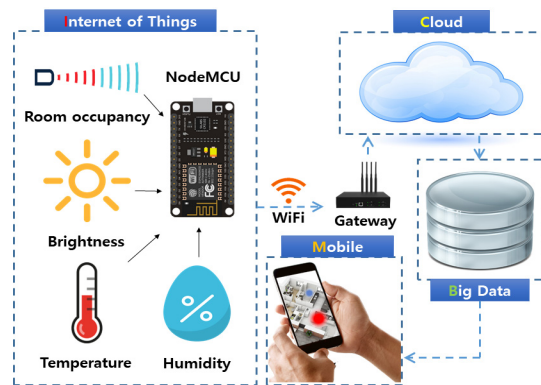 Internet of Things
Cloud
NodeMCU
Room occupancy
WiFi
Gateway
Brightness
Mobile
Big Data
Temperature
Humidity
%